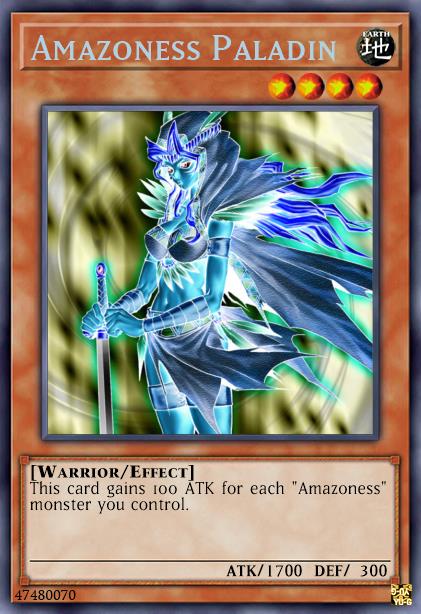 AMAZONESS PALADIN
EARTH
地
[WARRIOR/EFFECT]
This card gains 100 ATK for each "Amazoness"
monster you control.
ATK/1700 DEF/ 300
47480070